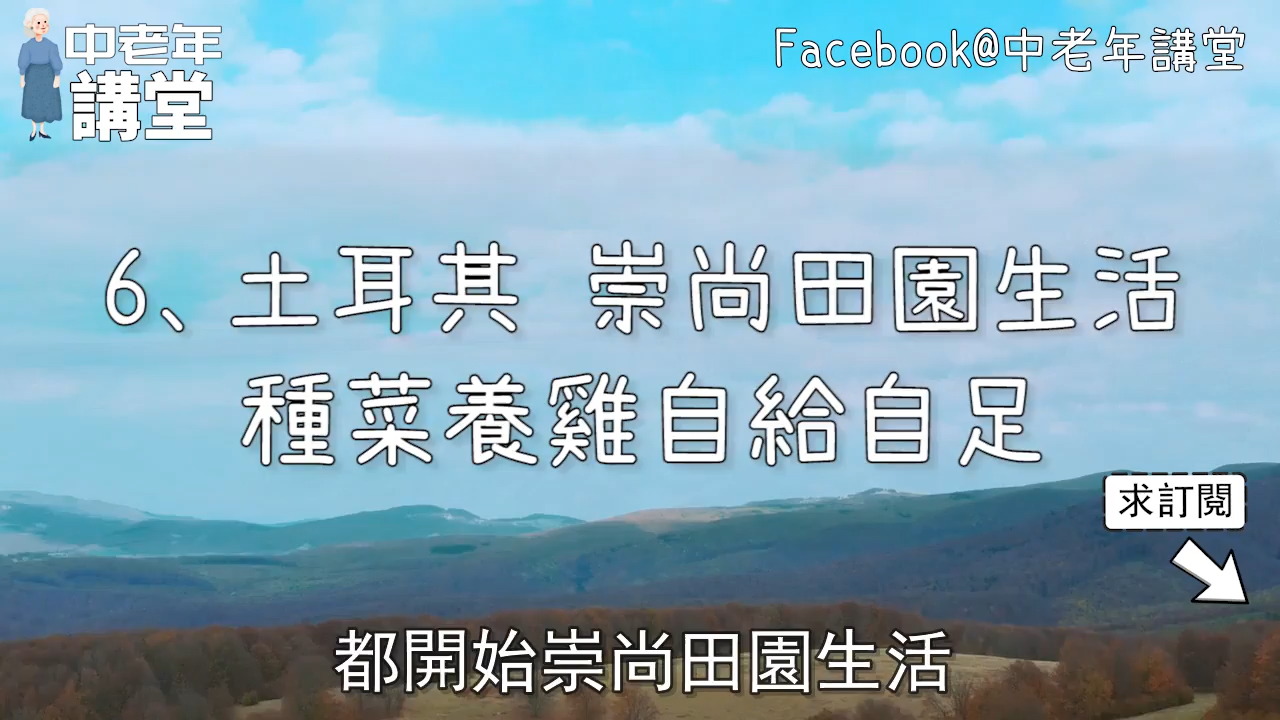 中老年
講堂
Facebook@中老年講堂
6、土耳其 崇尚田園生活
種菜養雞自給自足
求訂閱
都開始崇尚田園生活